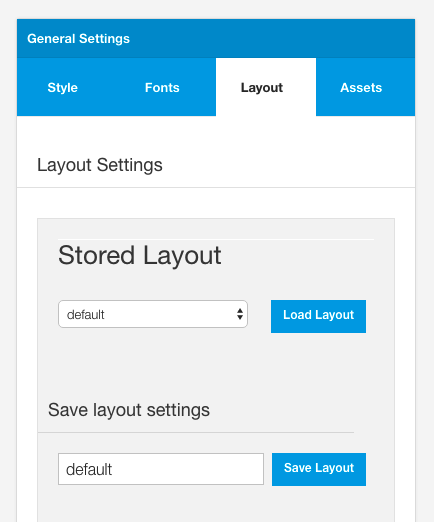 General Settings
Style Fonts Layout Assets
Layout Settings
Stored Layout
default Load Layout
Save layout settings
default Save Layout